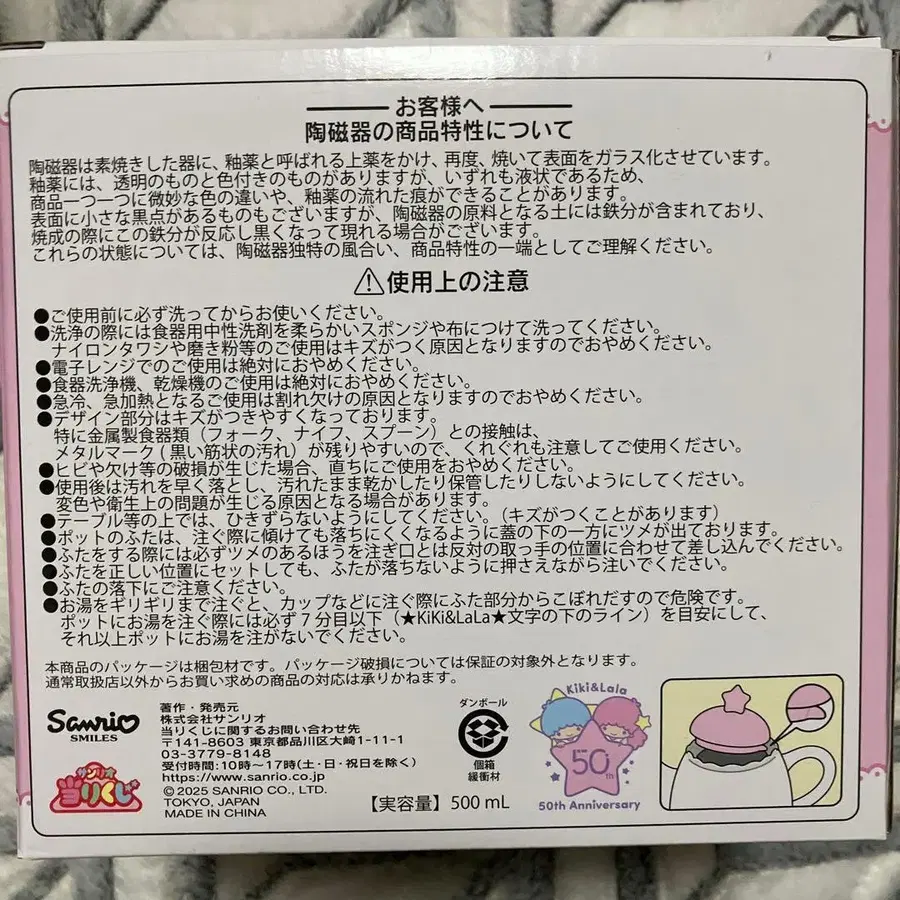 お客様へ
陶磁器の商品特性について
陶磁器は素焼きした器に、釉薬と呼ばれる上薬をかけ、再度、焼いて表面をガラス化させています。
釉薬には、透明のものと色付きのものがありますが、いずれも液状であるため、
商品一つ一つに微妙な色の違いや、釉薬の流れた痕ができることがあります。
表面に小さな黒点があるものもございますが、陶磁器の原料となる土には鉄分が含まれており、
焼成の際にこの鉄分が反応し黒くなって現れる場合がございます。
これらの状態については、陶磁器独特の風合い、商品特性の一端としてご理解ください。
⚠使用上の注意
●ご使用前に必ず洗ってからお使いください。
●洗浄の際には食器用中性洗剤を柔らかいスポンジや布につけて洗ってください。
ナイロンタワシや磨き粉等のご使用はキズがつく原因となりますのでおやめください。
●電子レンジでのご使用は絶対におやめください。
●食器洗浄機、乾燥機のご使用は絶対におやめください。
●急冷、急加熱となるご使用は割れ欠けの原因となりますのでおやめください。
●デザイン部分はキズがつきやすくなっております。
特に金属製食器類（フォーク、ナイフ、スプーン）との接触は、
メタルマーク(黒い筋状の汚れ）が残りやすいので、くれぐれも注意してご使用ください。
●ヒビや欠け等の破損が生じた場合、直ちにご使用をおやめください。
●使用後は汚れを早く落とし、汚れたまま乾かしたり保管したりしないようにしてください。
変色や衛生上の問題が生じる原因となる場合があります。
●テーブル等の上では、ひきずらないようにしてください。（キズがつくことがあります）
●ポットのふたは、注ぐ際に傾けても落ちにくくなるように蓋の下の一方にツメが出ております。
●ふたをする際には必ずツメのあるほうを注ぎ口とは反対の取っ手の位置に合わせて差し込んでください。
●ふたを正しい位置にセットしても、ふたが落ちないように押さえながら注いでください。
●ふたの落下にご注意ください。
●お湯をギリギリまで注ぐと、カップなどに注ぐ際にふた部分からこぼれだすので危険です。
ポットにお湯を注ぐ際には必ず7分目以下（★KiKi&LaLa★文字の下のライン）を目安にして、
それ以上ポットにお湯を注がないでください。
本商品のパッケージは梱包材です。パッケージ破損については保証の対象外となります。
通常取扱店以外からお買い求めの商品の対応は承りかねます。
Sanrio
SMILES
サンリオ
当りくじ
著作・発売元
株式会社サンリオ
当りくじに関するお問い合わせ先
〒141-8603 東京都品川区大崎1-11-1
03-3779-8148
受付時間:10時～17時(土・日・祝日を除く)
https://www.sanrio.co.jp
©2025 SANRIO CO., LTD.
TOKYO, JAPAN
MADE IN CHINA
ダンボール
個箱
緩衝材
【実容量】500 mL
Kiki&Lala
50th
50th Anniversary